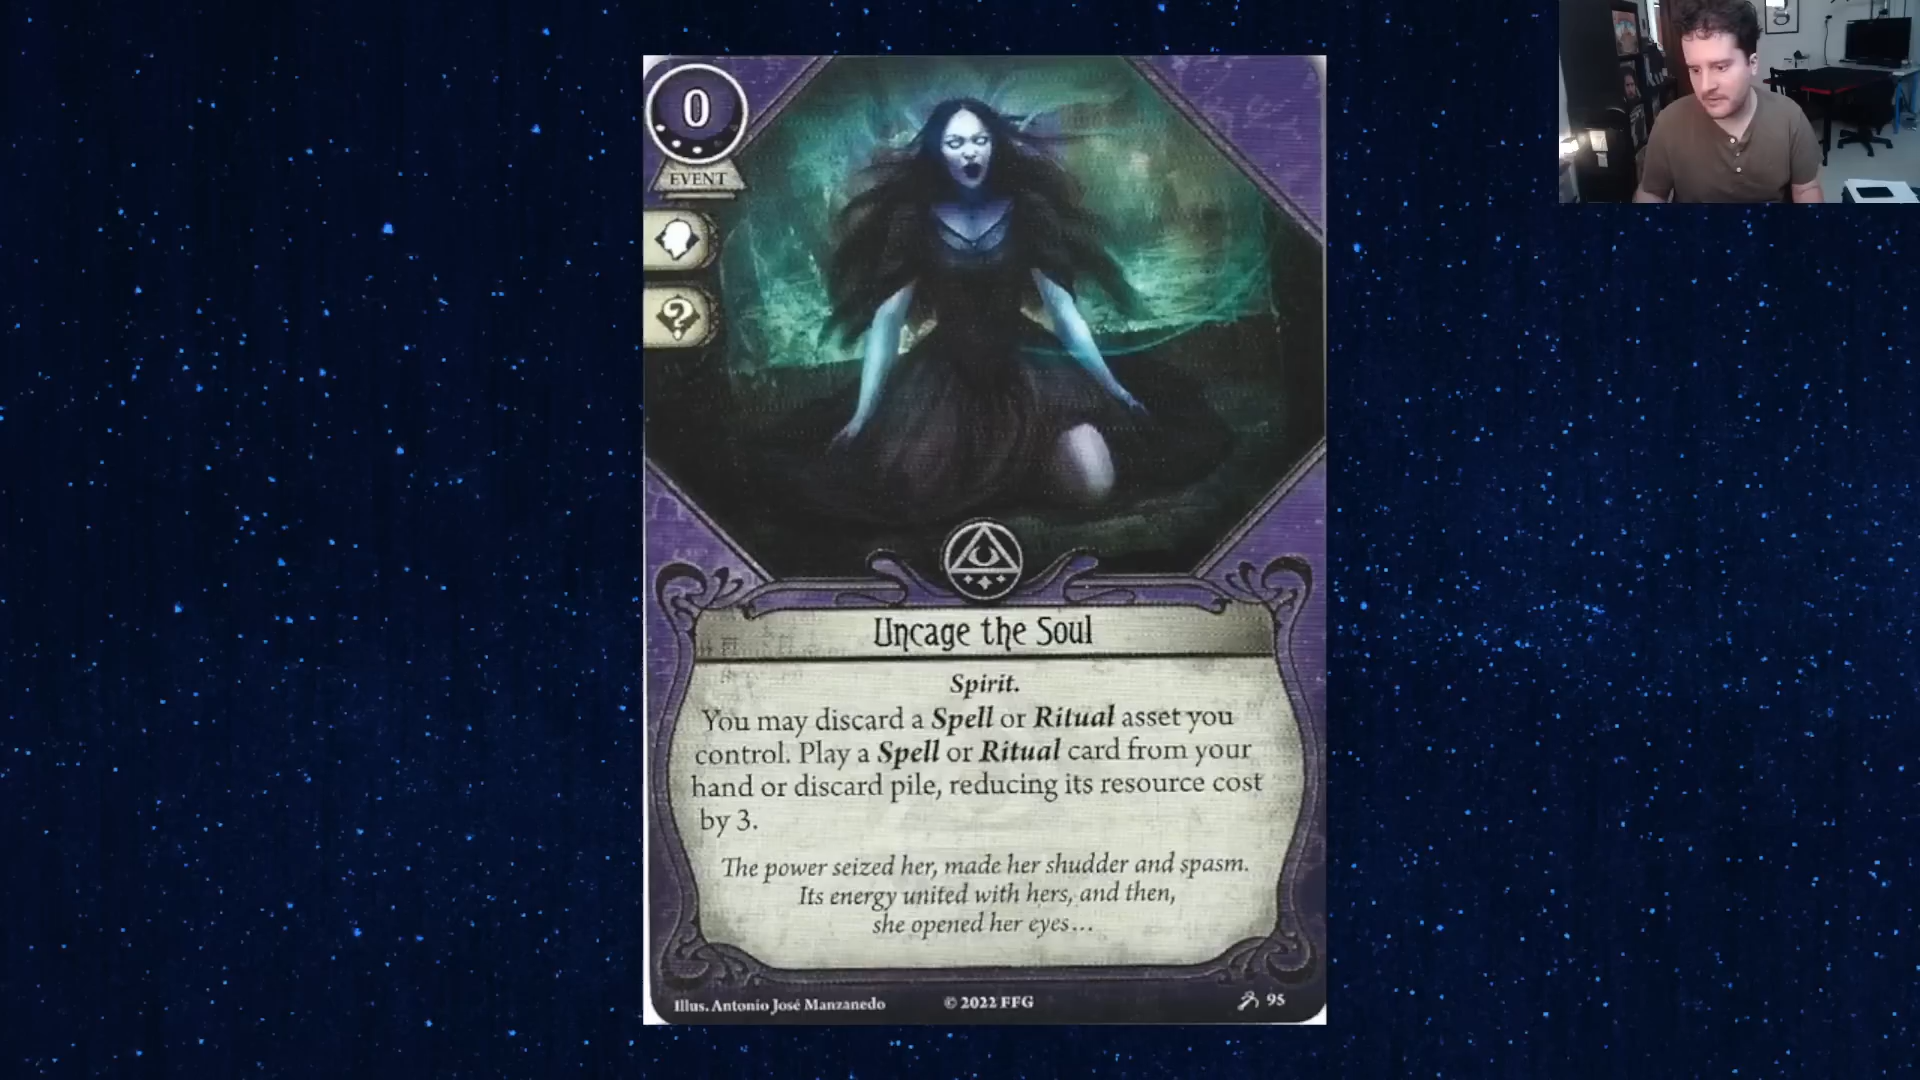 0
EVENT
Uncage the Soul
Spirit.
You may discard a Spell or Ritual asset you
control. Play a Spell or Ritual card from your
hand or discard pile, reducing its resource cost
by 3.
The power seized her, made her shudder and spasm.
Its energy united with hers, and then,
she opened her eyes…
Illus. Antonio José Manzanedo
© 2022 FFG
95